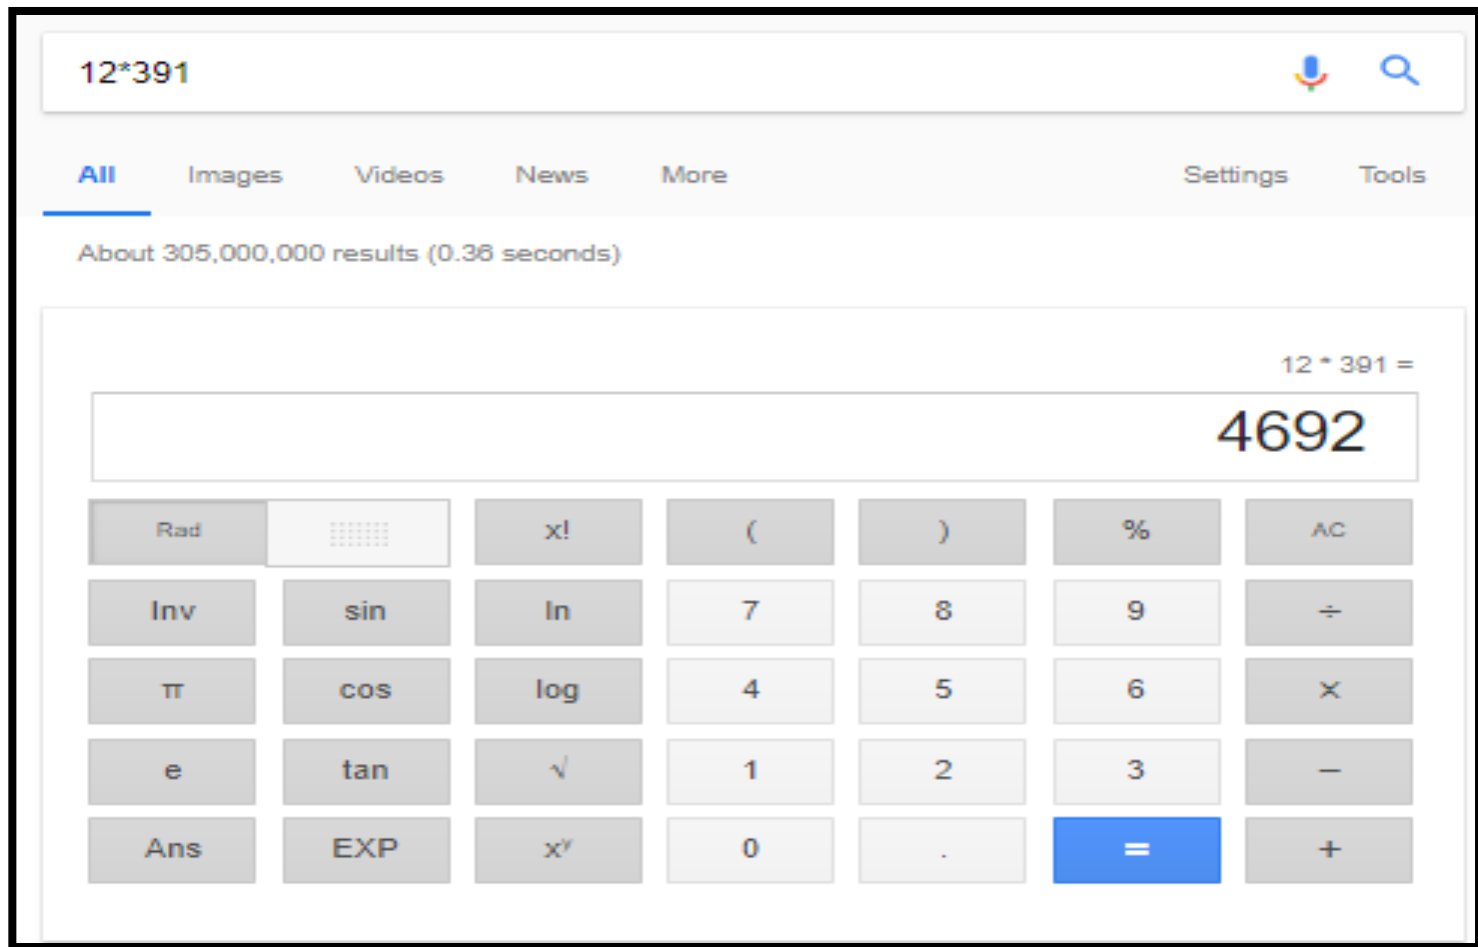 12*391
All Images Videos News More Settings Tools
About 305,000,000 results (0.36 seconds)
12 * 391 =
4692
Rad x! ( ) % AC
Inv sin ln 7 8 9 ÷
π cos log 4 5 6 ×
e tan √ 1 2 3 −
Ans EXP xʸ 0 . = +